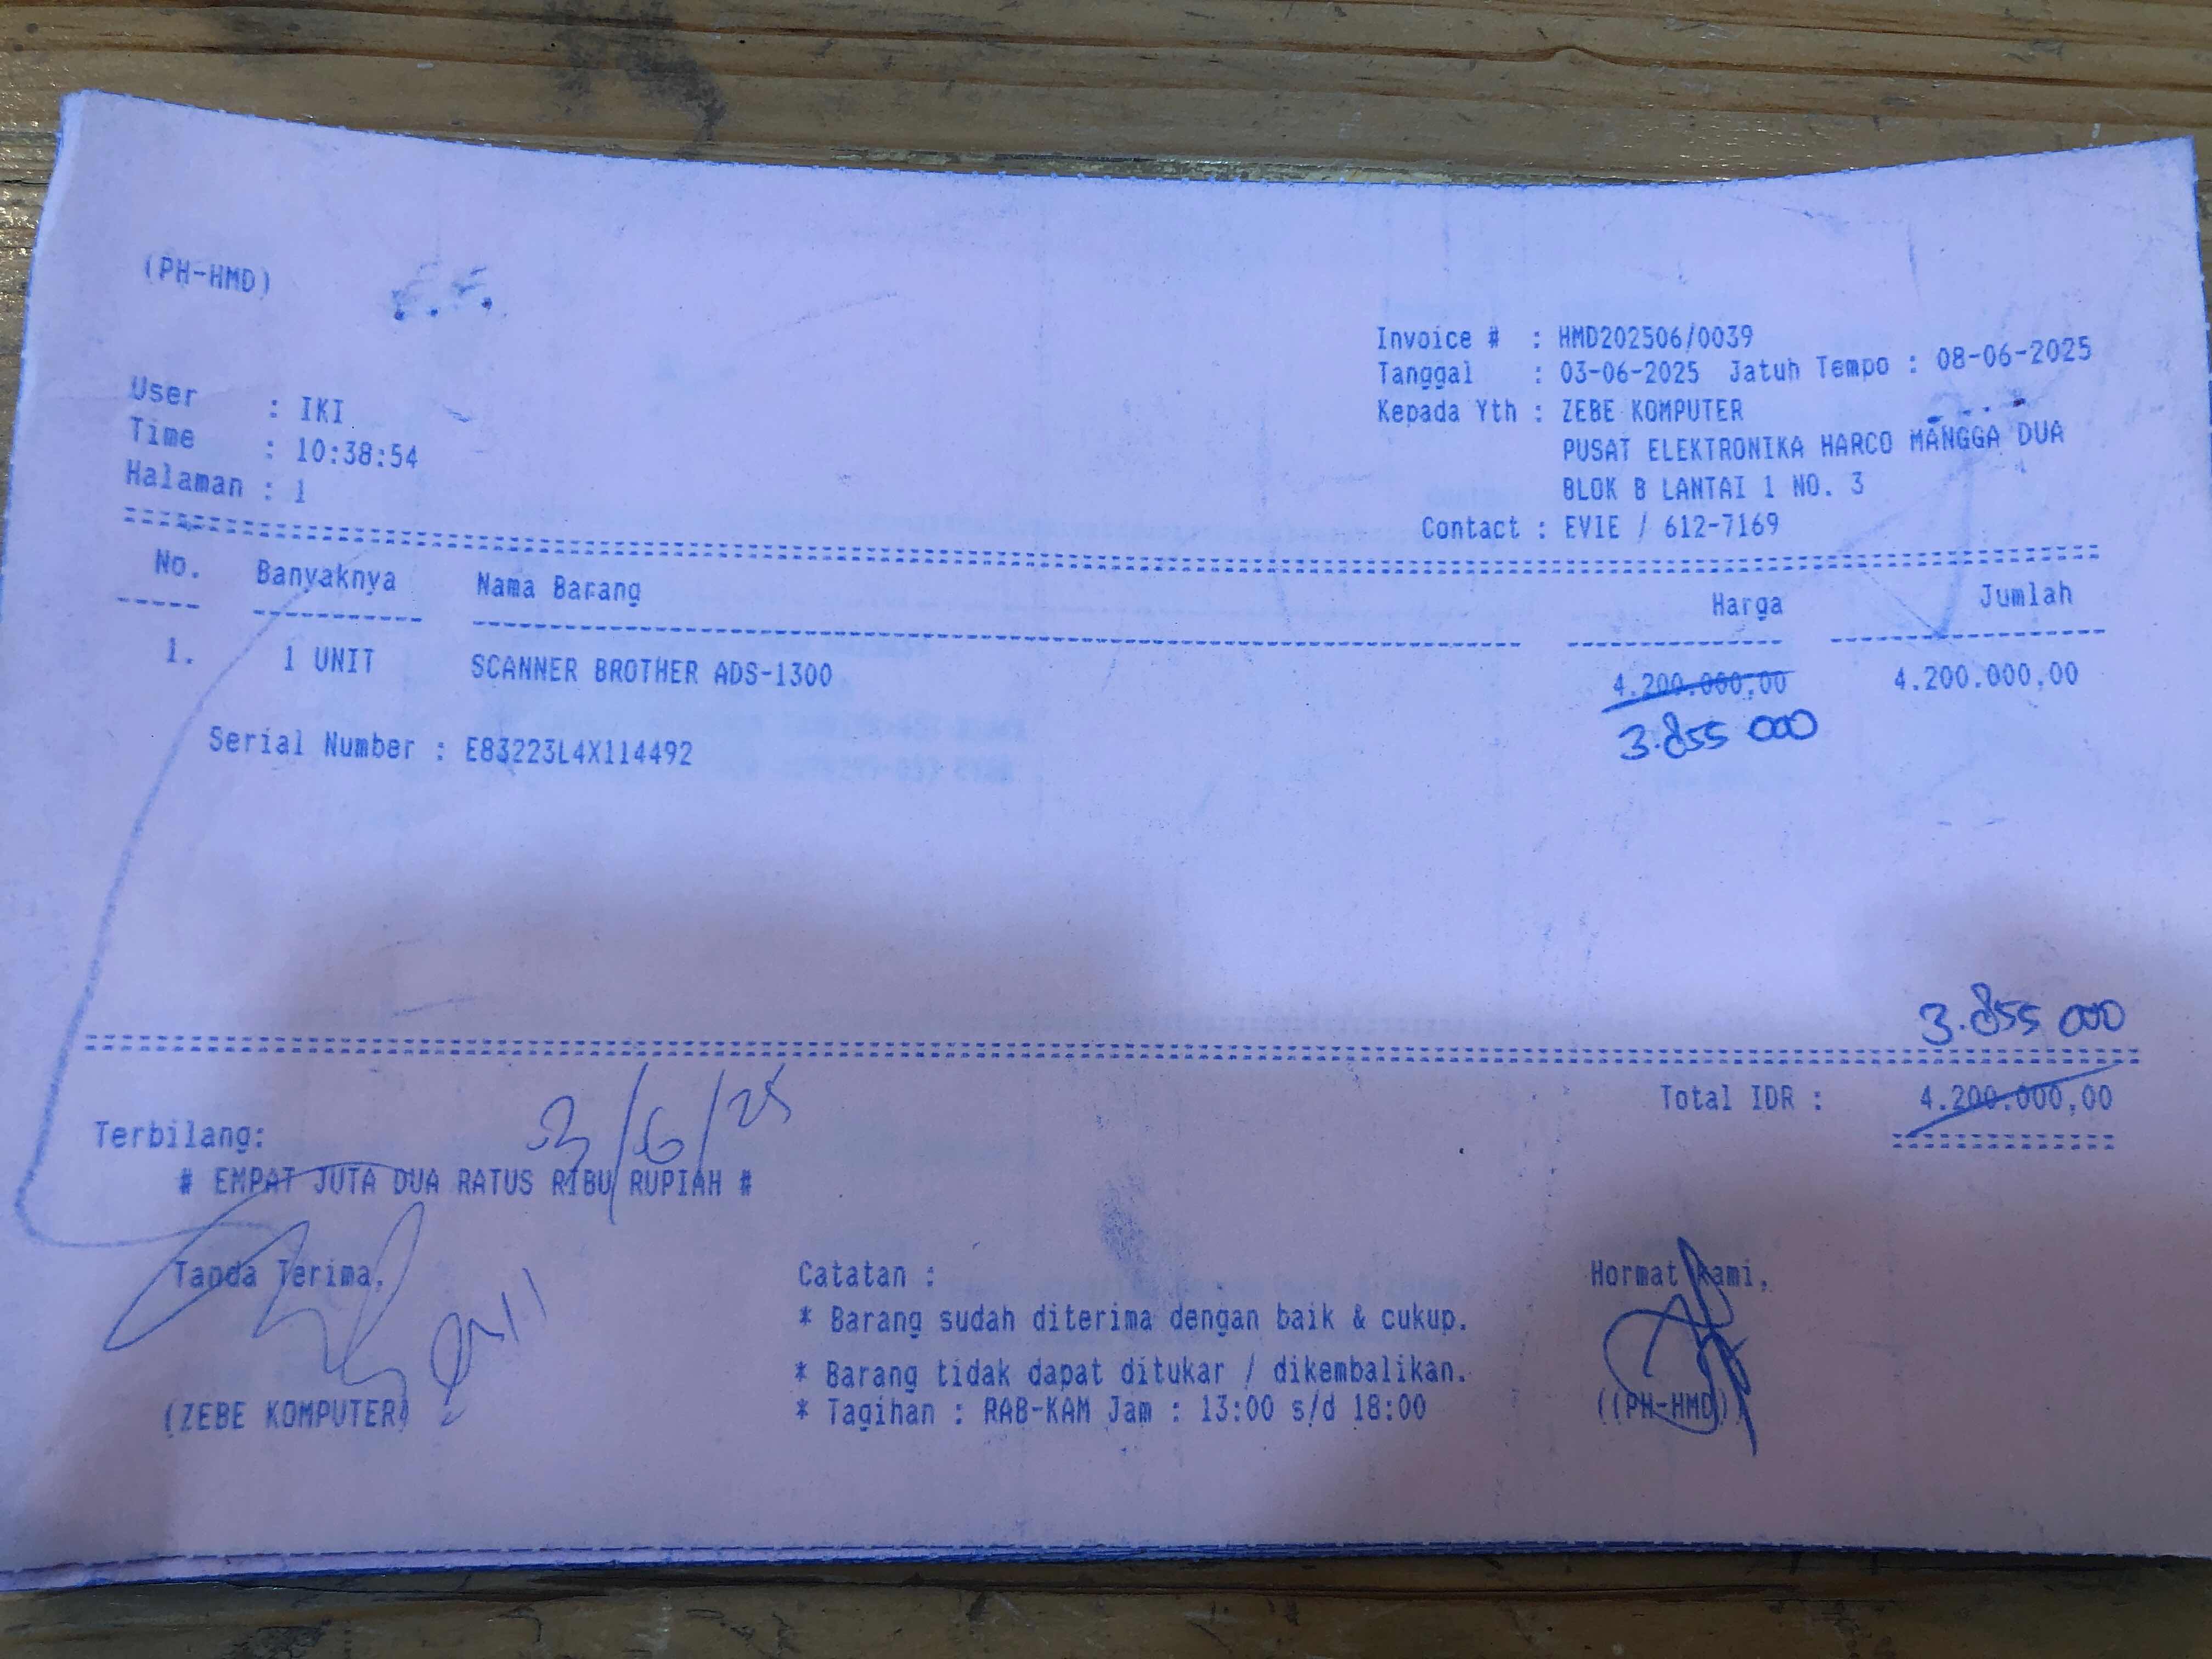 (PH-HMD)
Invoice # : HMD202506/0039
Tanggal : 03-06-2025 Jatuh Tempo : 08-06-2025
Kepada Yth : ZEBE KOMPUTER
PUSAT ELEKTRONIKA HARCO MANGGA DUA
BLOK B LANTAI 1 NO. 3
Contact : EVIE / 612-7169
User : IKI
Time : 10:38:54
Halaman : 1
No. Banyaknya Nama Barang Harga Jumlah
1. 1 UNIT SCANNER BROTHER ADS-1300 4.200.000,00 4.200.000,00
3.855 000
Serial Number : E83223L4X114492
3.855 000
Total IDR : 4.200.000,00
3/6/25
Terbilang:
# EMPAT JUTA DUA RATUS RIBU RUPIAH #
Tanda Terima,
(ZEBE KOMPUTER)
Catatan :
* Barang sudah diterima dengan baik & cukup.
* Barang tidak dapat ditukar / dikembalikan.
* Tagihan : RAB-KAM Jam : 13:00 s/d 18:00
Hormat Kami,
((PH-HMD))